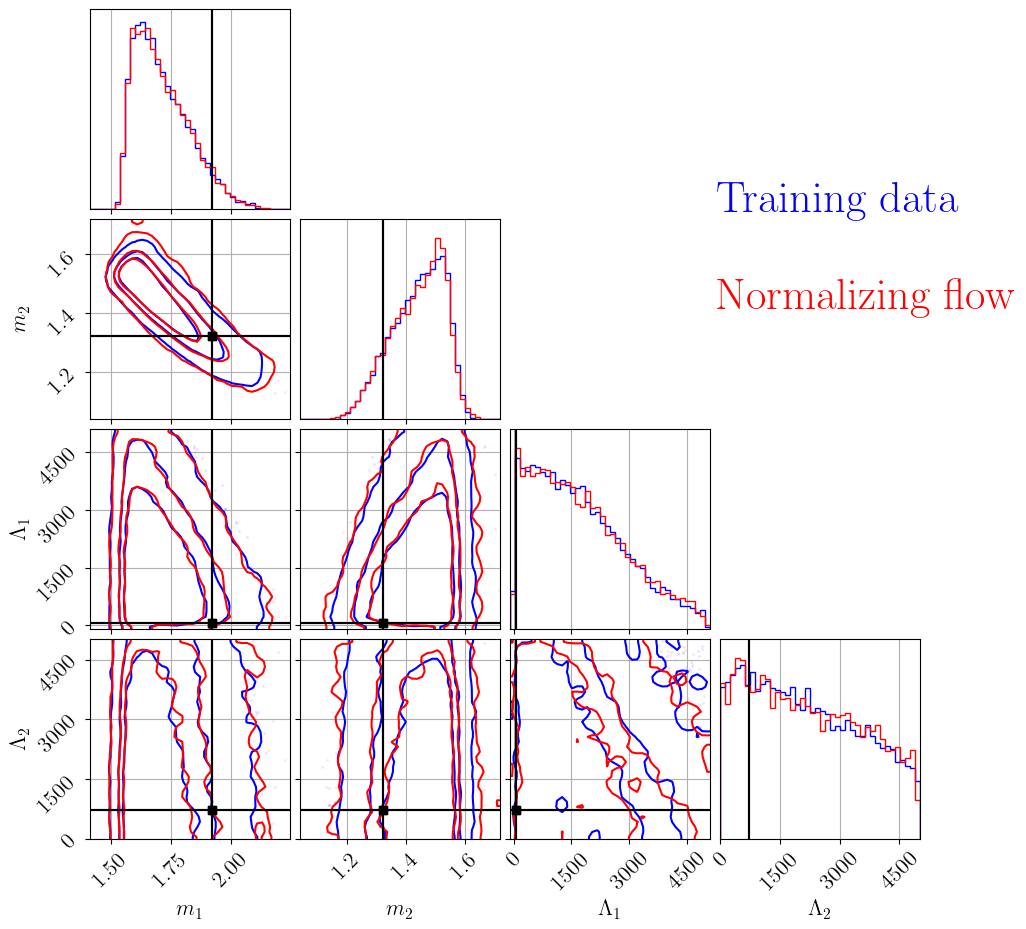 Training data
Normalizing flow
m₂
1.6
1.4
1.2
Λ₁
4500
3000
1500
0
Λ₂
4500
3000
1500
0
1.50 1.75 2.00
1.2 1.4 1.6
0 1500 3000 4500
0 1500 3000 4500
m₁ m₂ Λ₁ Λ₂